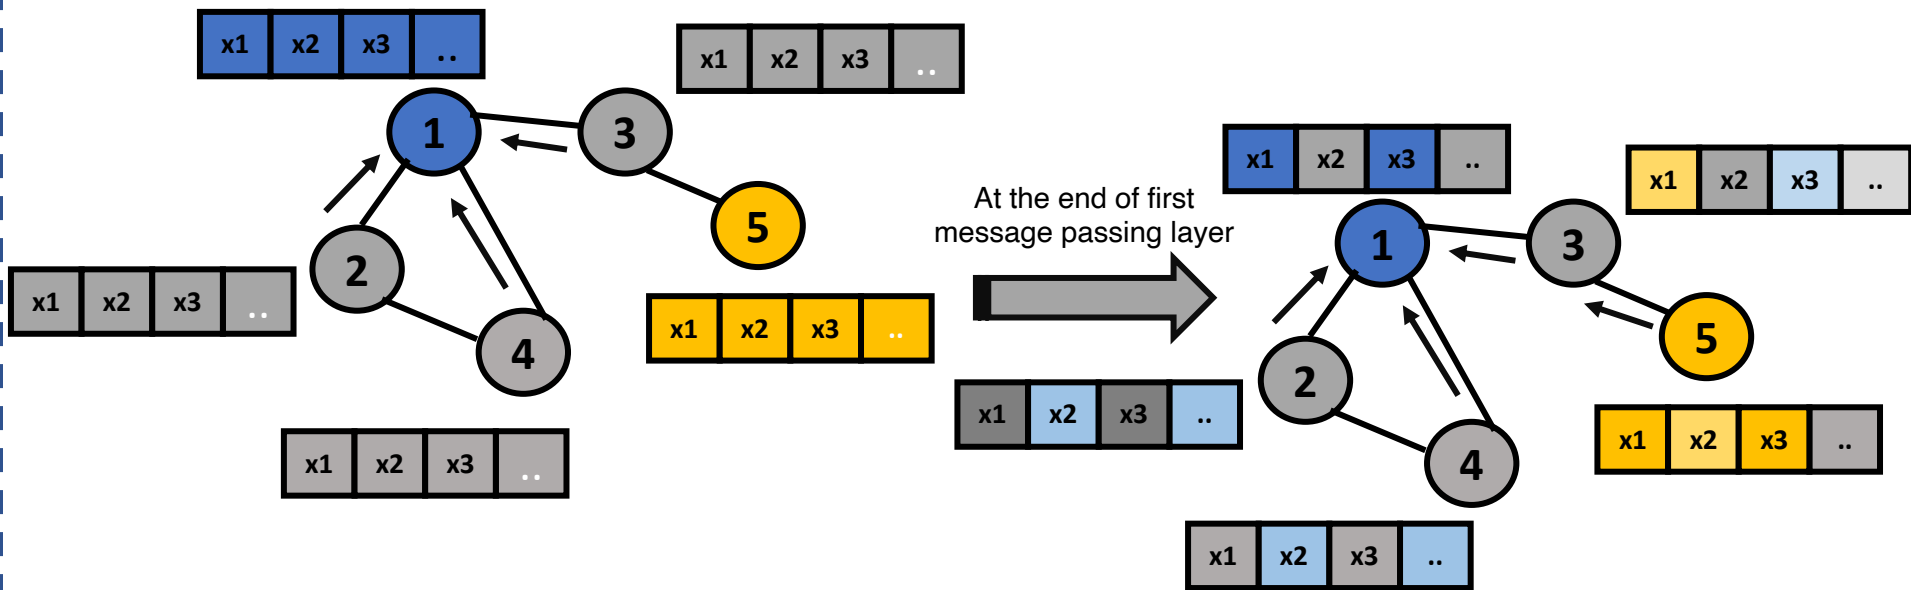 x1 x2 x3 ..
x1 x2 x3 ..
1
3
5
2
x1 x2 x3 ..
x1 x2 x3 ..
4
x1 x2 x3 ..
At the end of first
message passing layer
x1 x2 x3 ..
x1 x2 x3 ..
1
3
5
2
x1 x2 x3 ..
x1 x2 x3 ..
4
x1 x2 x3 ..